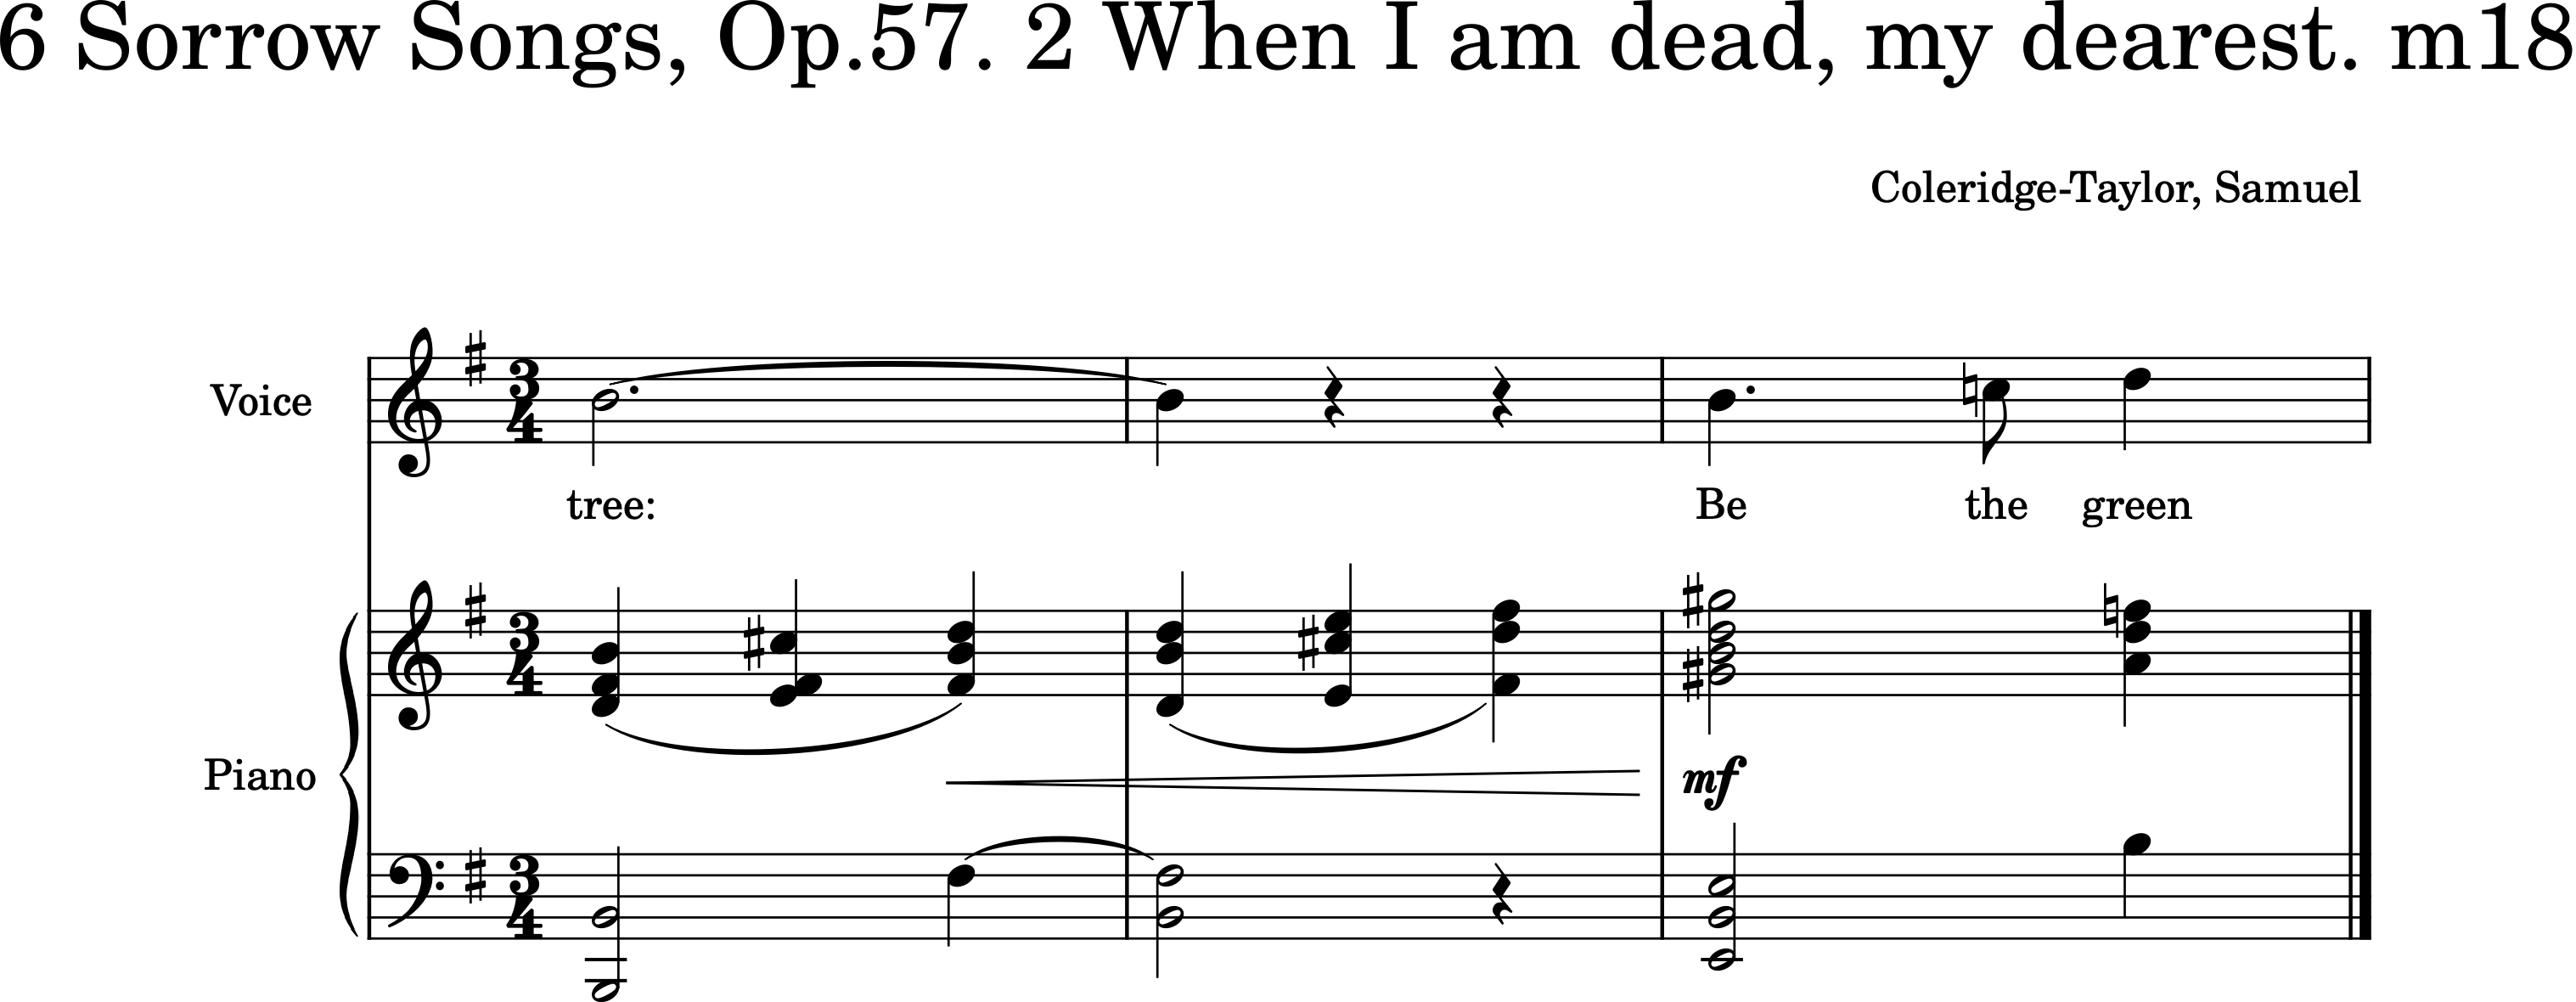 6 Sorrow Songs, Op.57. 2 When I am dead, my dearest. m18
Coleridge-Taylor, Samuel
Voice
tree: Be the green
Piano
mf